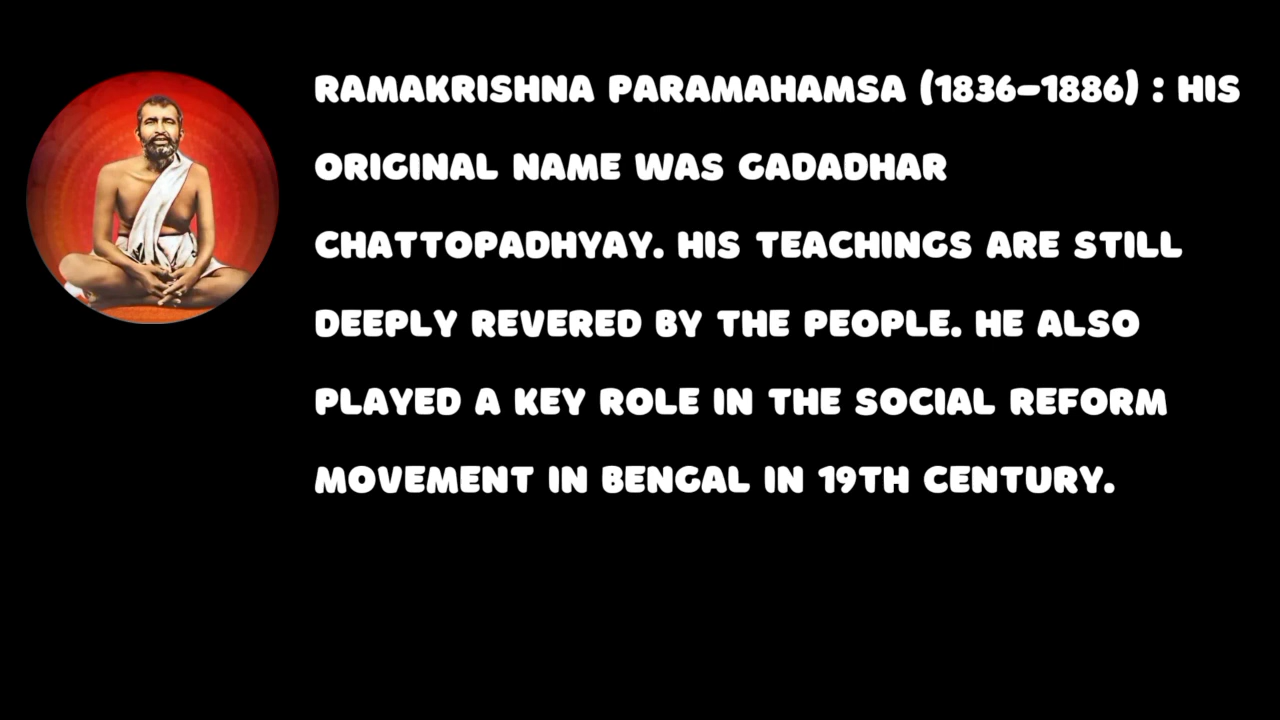 RAMAKRISHNA PARAMAHAMSA (1836–1886) : HIS
ORIGINAL NAME WAS GADADHAR
CHATTOPADHYAY. HIS TEACHINGS ARE STILL
DEEPLY REVERED BY THE PEOPLE. HE ALSO
PLAYED A KEY ROLE IN THE SOCIAL REFORM
MOVEMENT IN BENGAL IN 19TH CENTURY.